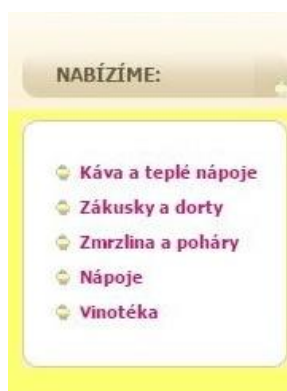 NABÍZÍME:
Káva a teplé nápoje
Zákusky a dorty
Zmrzlina a poháry
Nápoje
Vinotéka